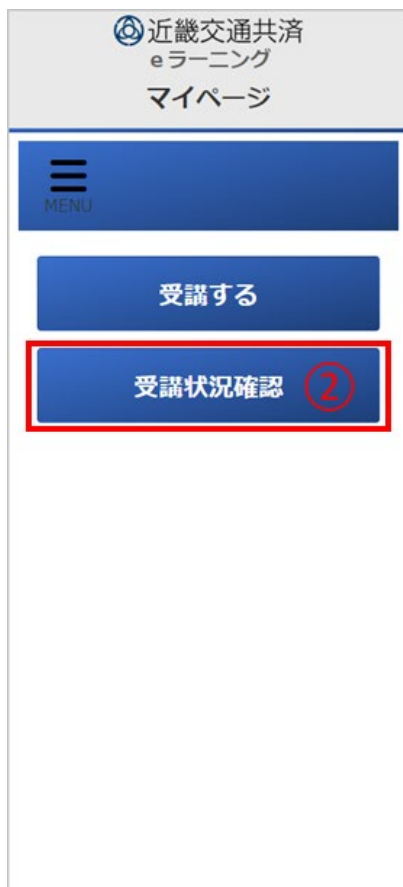 近畿交通共済
eラーニング
マイページ
MENU
受講する
受講状況確認 ②